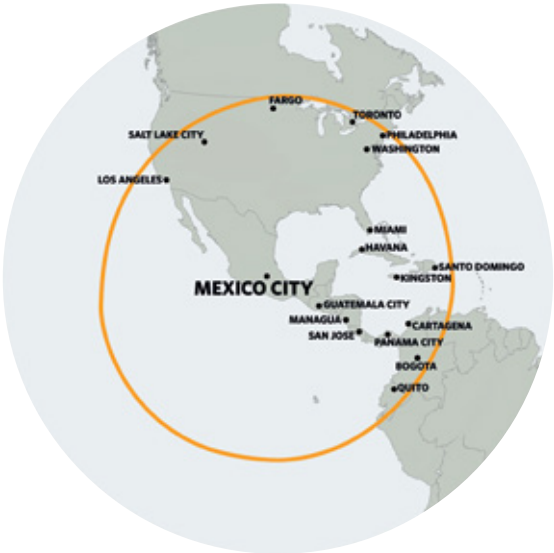 FARGO
TORONTO
SALT LAKE CITY
PHILADELPHIA
WASHINGTON
LOS ANGELES
MIAMI
HAVANA
SANTO DOMINGO
KINGSTON
MEXICO CITY
GUATEMALA CITY
MANAGUA
CARTAGENA
SAN JOSE
PANAMA CITY
BOGOTA
QUITO